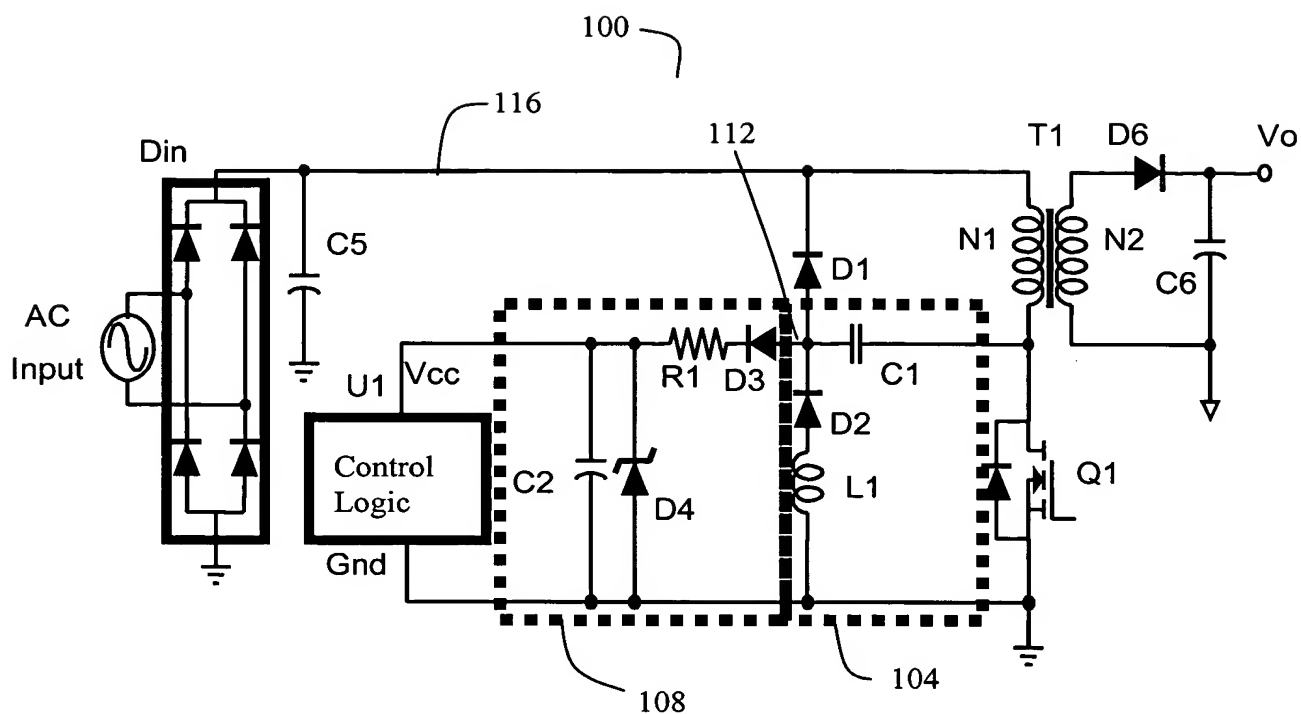 100
116
112
T1
D6
Vo
Din
C5
D1
N1
N2
C6
AC
Input
U1
Vcc
R1
D3
C1
D2
Control
Logic
C2
D4
L1
Q1
Gnd
108
104